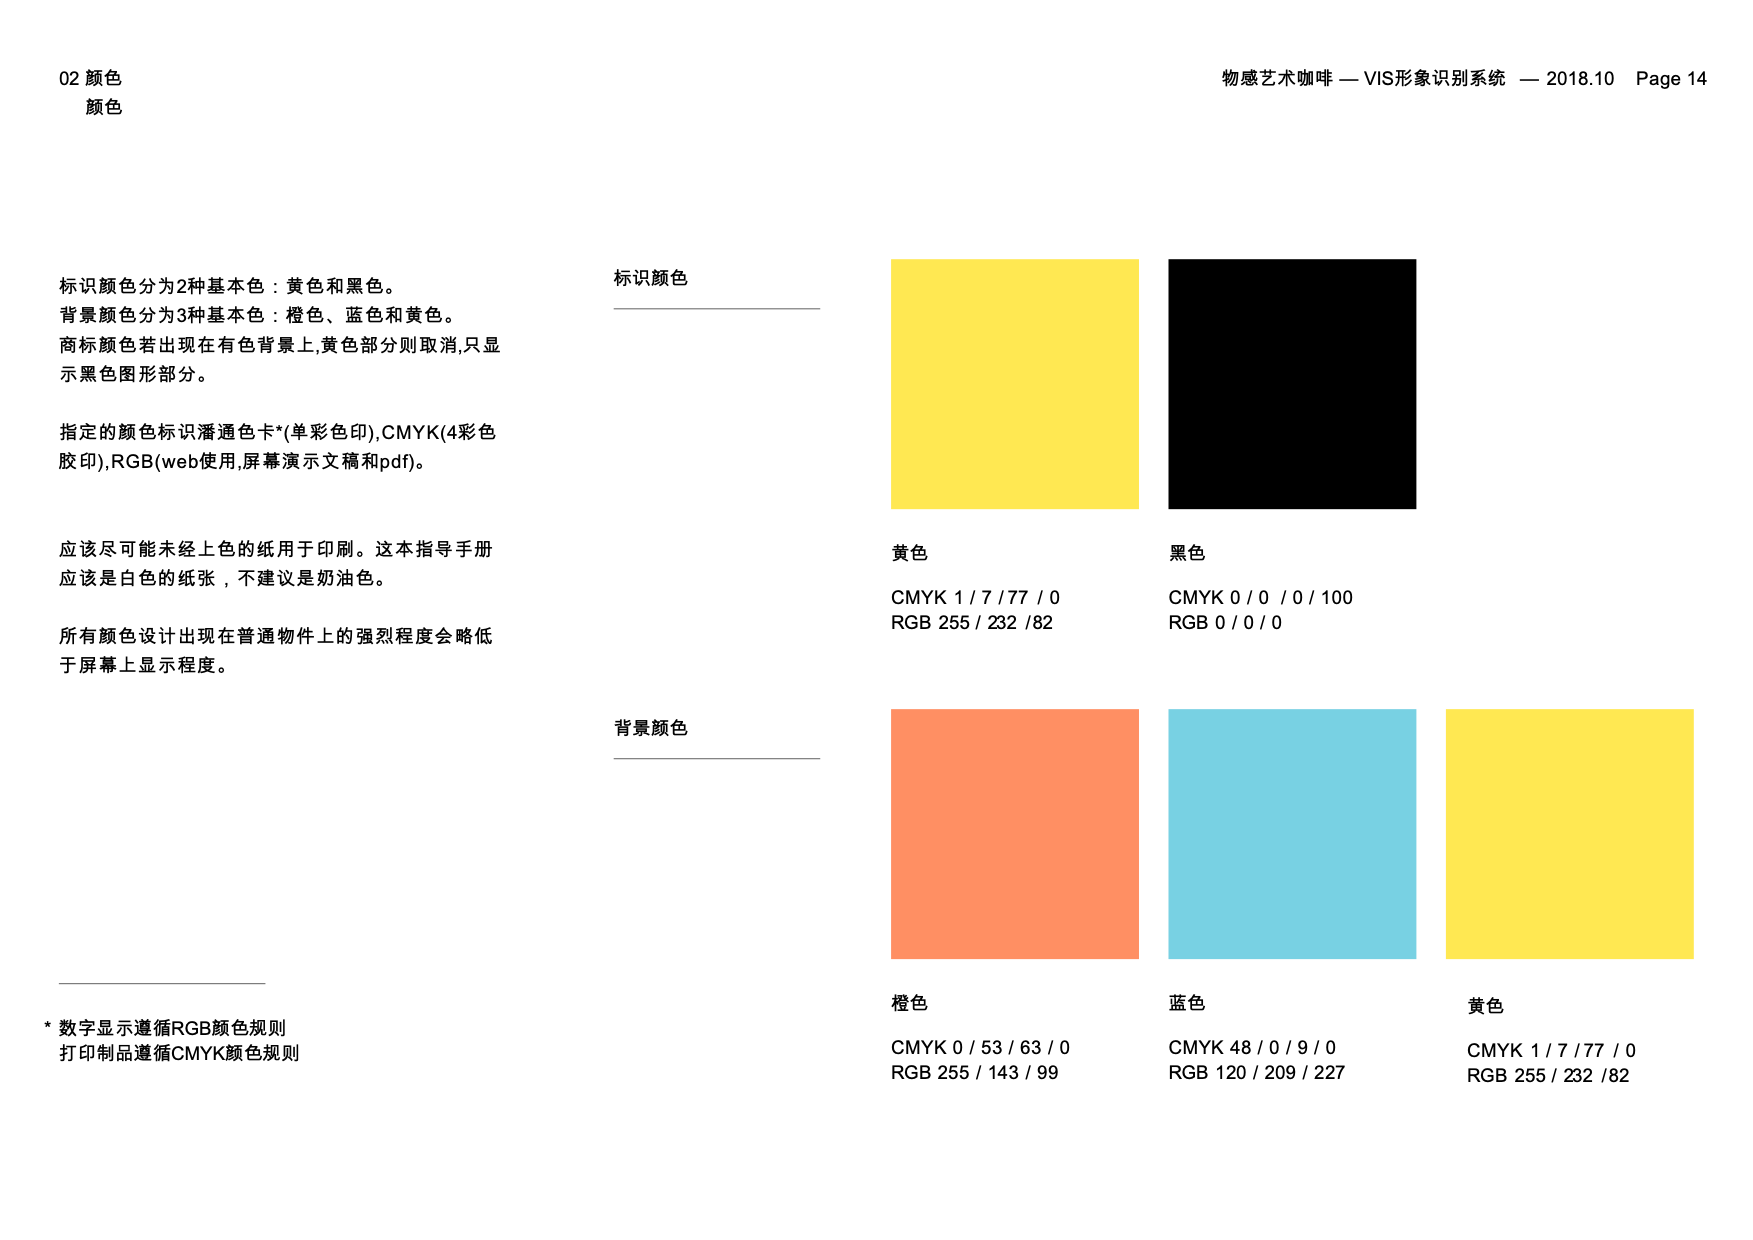 02 颜色
颜色
物感艺术咖啡 — VIS形象识别系统 — 2018.10 Page 14
标识颜色分为2种基本色：黄色和黑色。
背景颜色分为3种基本色：橙色、蓝色和黄色。
商标颜色若出现在有色背景上,黄色部分则取消,只显
示黑色图形部分。
指定的颜色标识潘通色卡*(单彩色印),CMYK(4彩色
胶印),RGB(web使用,屏幕演示文稿和pdf)。
应该尽可能未经上色的纸用于印刷。这本指导手册
应该是白色的纸张，不建议是奶油色。
所有颜色设计出现在普通物件上的强烈程度会略低
于屏幕上显示程度。
* 数字显示遵循RGB颜色规则
打印制品遵循CMYK颜色规则
标识颜色
黄色
CMYK 1 / 7 / 77 / 0
RGB 255 / 232 /82
黑色
CMYK 0 / 0 / 0 / 100
RGB 0 / 0 / 0
背景颜色
橙色
CMYK 0 / 53 / 63 / 0
RGB 255 / 143 / 99
蓝色
CMYK 48 / 0 / 9 / 0
RGB 120 / 209 / 227
黄色
CMYK 1 / 7 / 77 / 0
RGB 255 / 232 /82